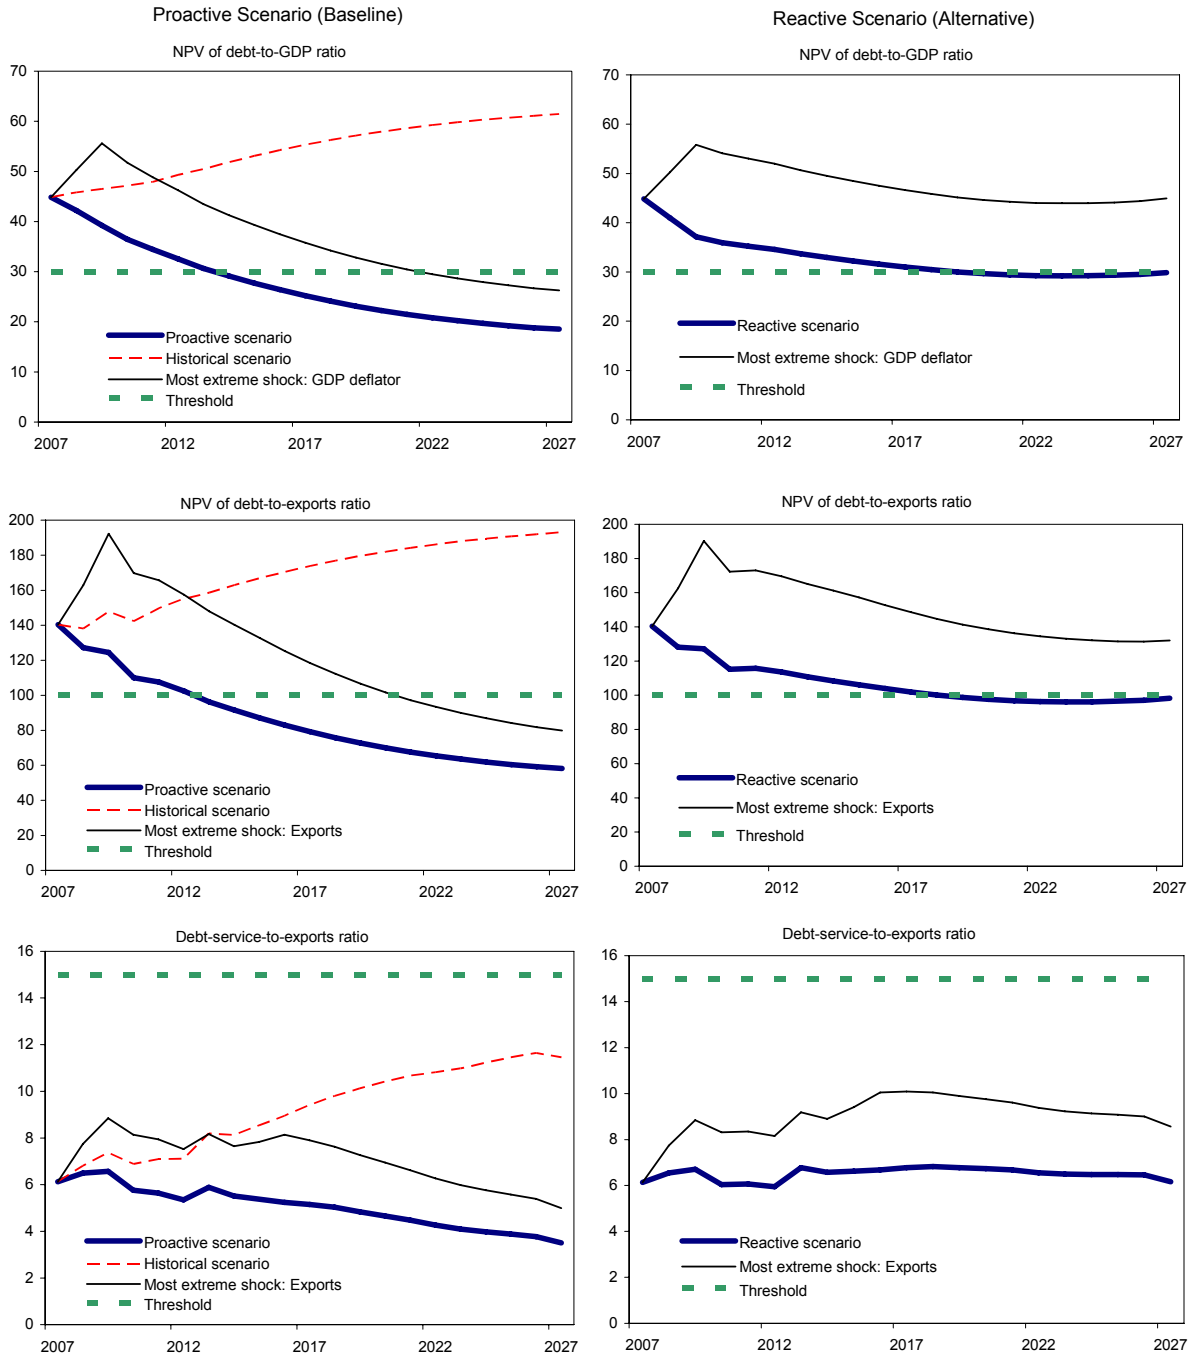 Proactive Scenario (Baseline)
Reactive Scenario (Alternative)
NPV of debt-to-GDP ratio
70
60
50
40
30
20
10
0
2007 2012 2017 2022 2027
Proactive scenario
Historical scenario
Most extreme shock: GDP deflator
Threshold
NPV of debt-to-GDP ratio
70
60
50
40
30
20
10
0
2007 2012 2017 2022 2027
Reactive scenario
Most extreme shock: GDP deflator
Threshold
NPV of debt-to-exports ratio
200
180
160
140
120
100
80
60
40
20
0
2007 2012 2017 2022 2027
Proactive scenario
Historical scenario
Most extreme shock: Exports
Threshold
NPV of debt-to-exports ratio
200
180
160
140
120
100
80
60
40
20
0
2007 2012 2017 2022 2027
Reactive scenario
Most extreme shock: Exports
Threshold
Debt-service-to-exports ratio
16
14
12
10
8
6
4
2
0
2007 2012 2017 2022 2027
Proactive scenario
Historical scenario
Most extreme shock: Exports
Threshold
Debt-service-to-exports ratio
16
14
12
10
8
6
4
2
0
2007 2012 2017 2022 2027
Reactive scenario
Most extreme shock: Exports
Threshold